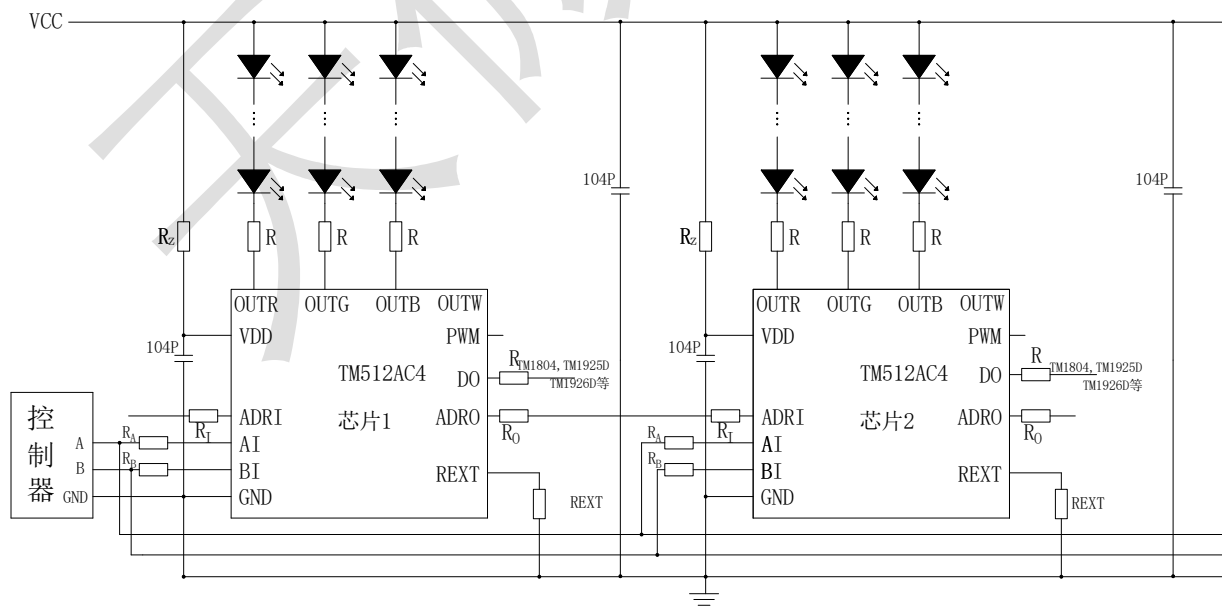 VCC
104P
104P
Rz
R
R
R
Rz
R
R
R
OUTR OUTG OUTB OUTW
OUTR OUTG OUTB OUTW
VDD
PWM
VDD
PWM
104P
104P
TM512AC4
TM512AC4
R
TM1804,TM1925D
TM1926D等
R
TM1804,TM1925D
TM1926D等
DO
DO
芯片1
芯片2
ADRI
ADRO
ADRI
ADRO
RI
RO
RI
RO
控制器
A
B
GND
RA
RB
AI
BI
GND
RA
RB
AI
BI
GND
REXT
REXT
REXT
REXT